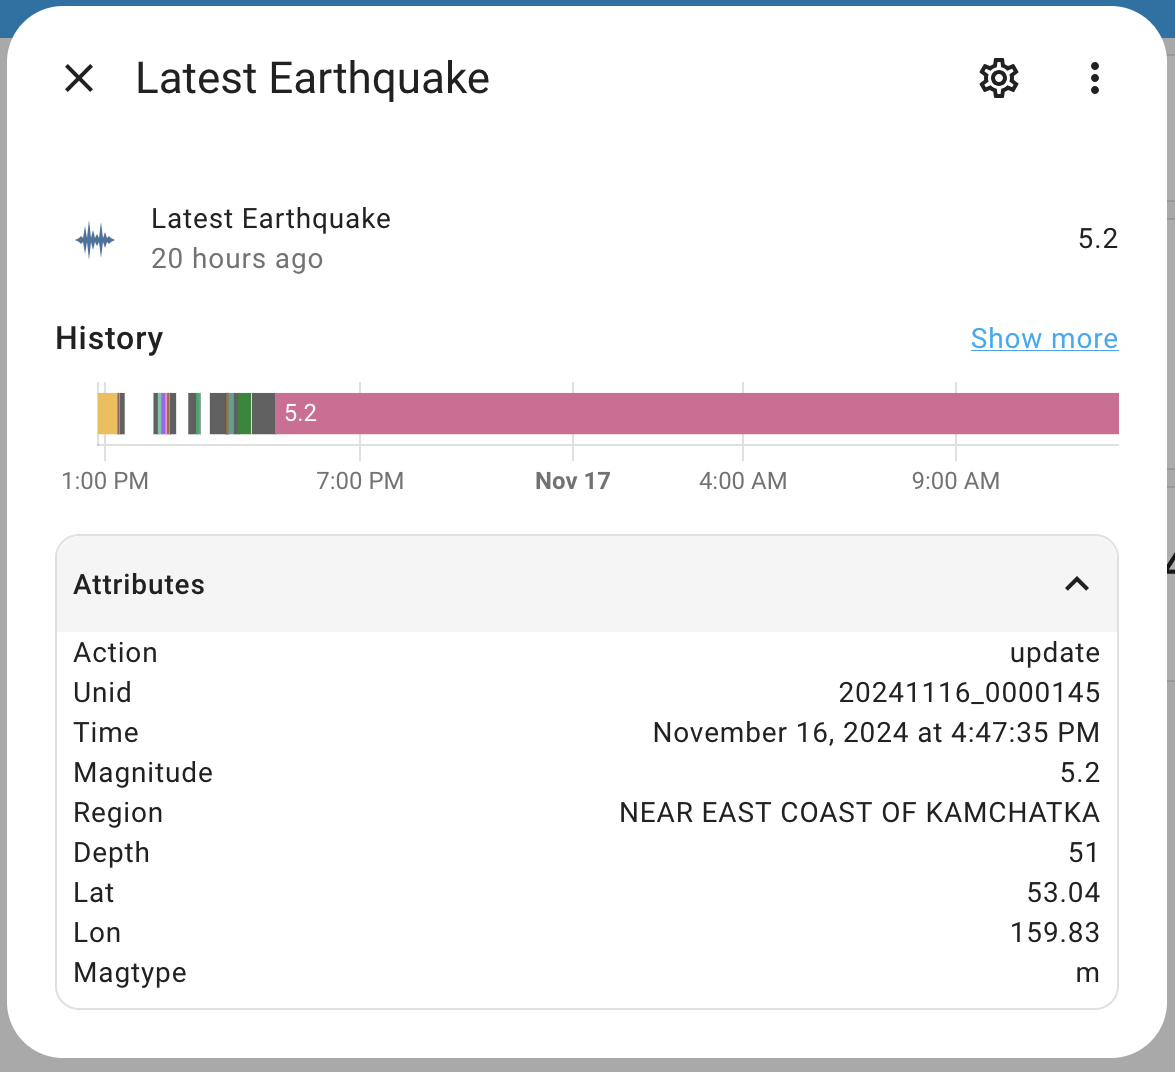 Latest Earthquake
Latest Earthquake
20 hours ago
5.2
History
Show more
5.2
1:00 PM
7:00 PM
Nov 17
4:00 AM
9:00 AM
Attributes
Action update
Unid 20241116_0000145
Time November 16, 2024 at 4:47:35 PM
Magnitude 5.2
Region NEAR EAST COAST OF KAMCHATKA
Depth 51
Lat 53.04
Lon 159.83
Magtype m